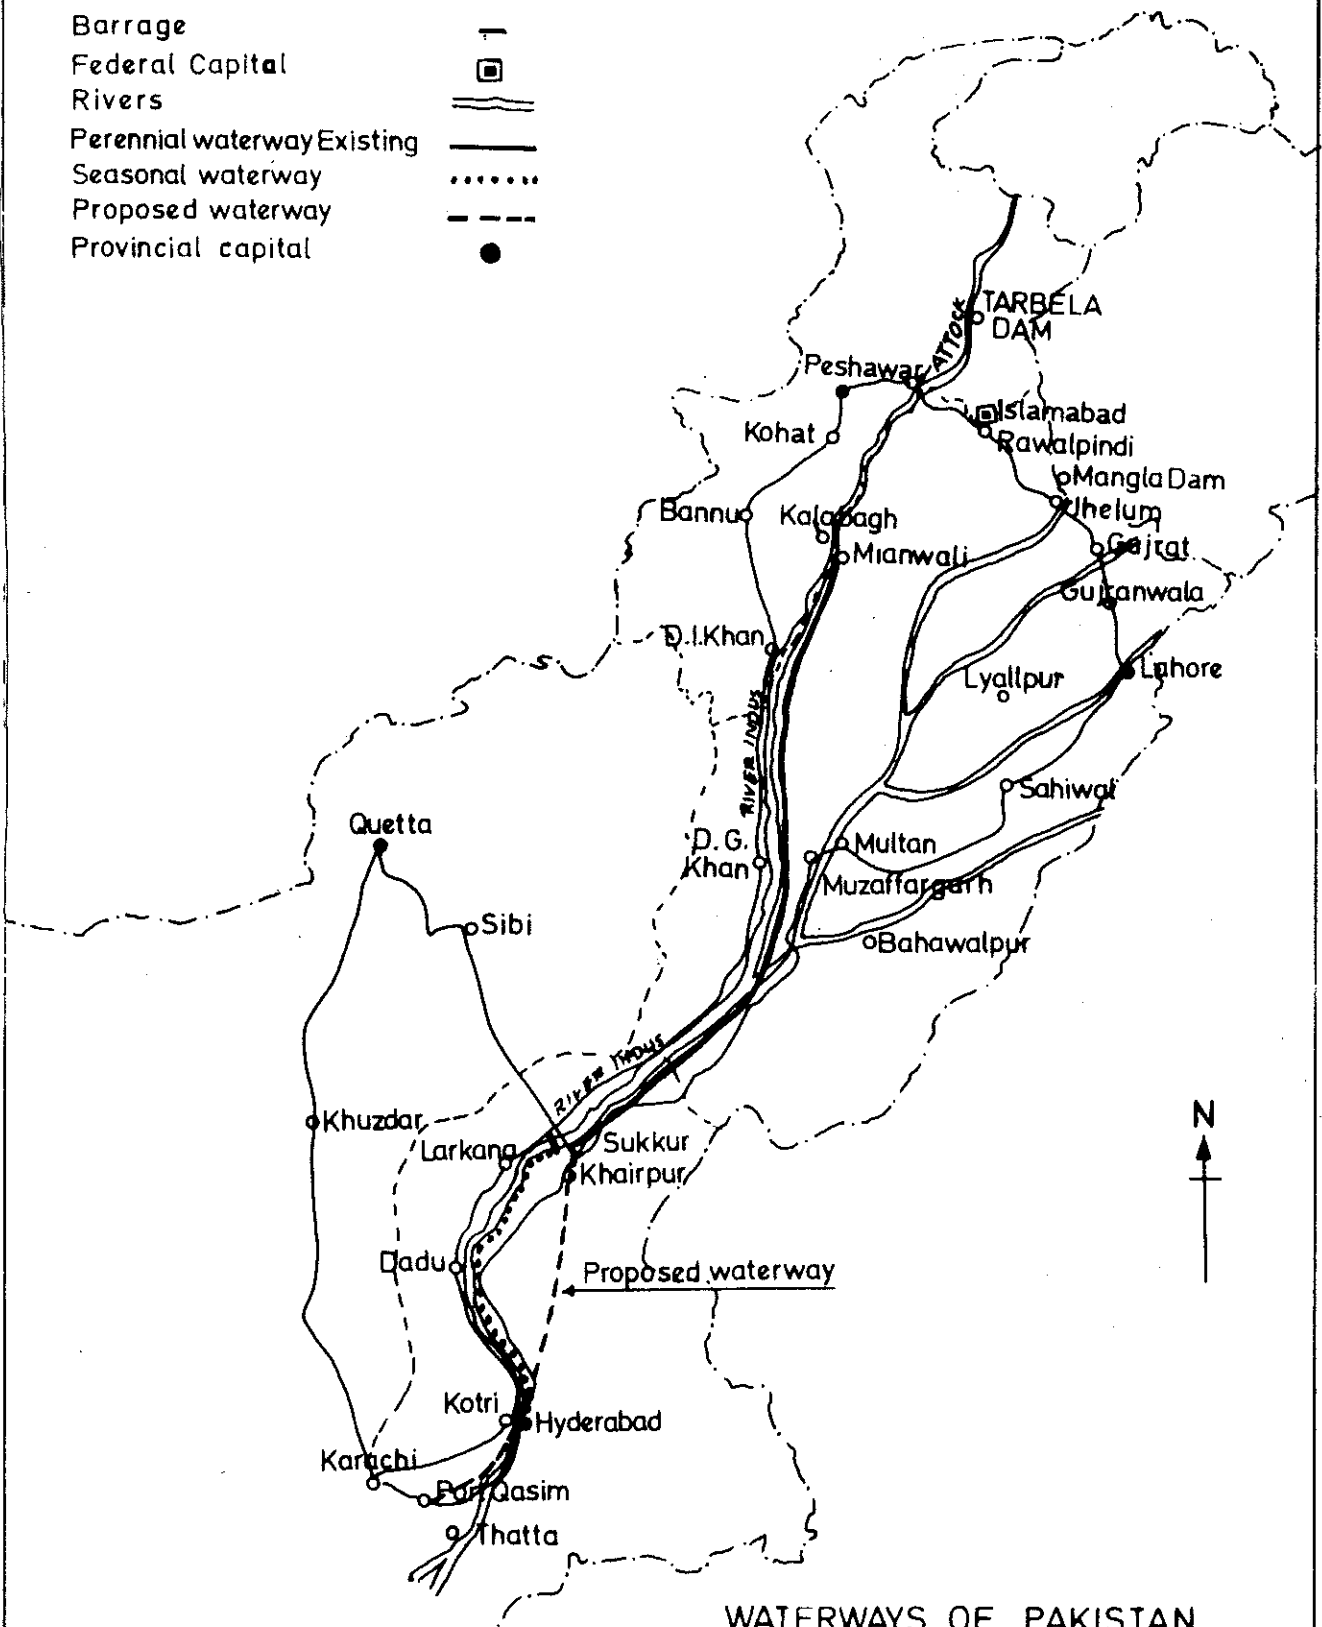 Barrage
Federal Capital
Rivers
Perennial waterway Existing
Seasonal waterway
Proposed waterway
Provincial capital
TARBELA
DAM
ATTOCK
Peshawar
Islamabad
Kohat
Rawalpindi
Mangla Dam
Bannu
Kalabagh
Jhelum
Mianwali
Gujrat
Gujranwala
D.I.Khan
Lahore
Lyallpur
RIVER INDUS
Sahiwal
Quetta
D.G.
Khan
Multan
Muzaffargarh
Sibi
Bahawalpur
RIVER INDUS
Khuzdar
N
Larkana
Sukkur
Khairpur
Dadu
Proposed waterway
Kotri
Hyderabad
Karachi
Port Qasim
Thatta
WATERWAYS OF PAKISTAN